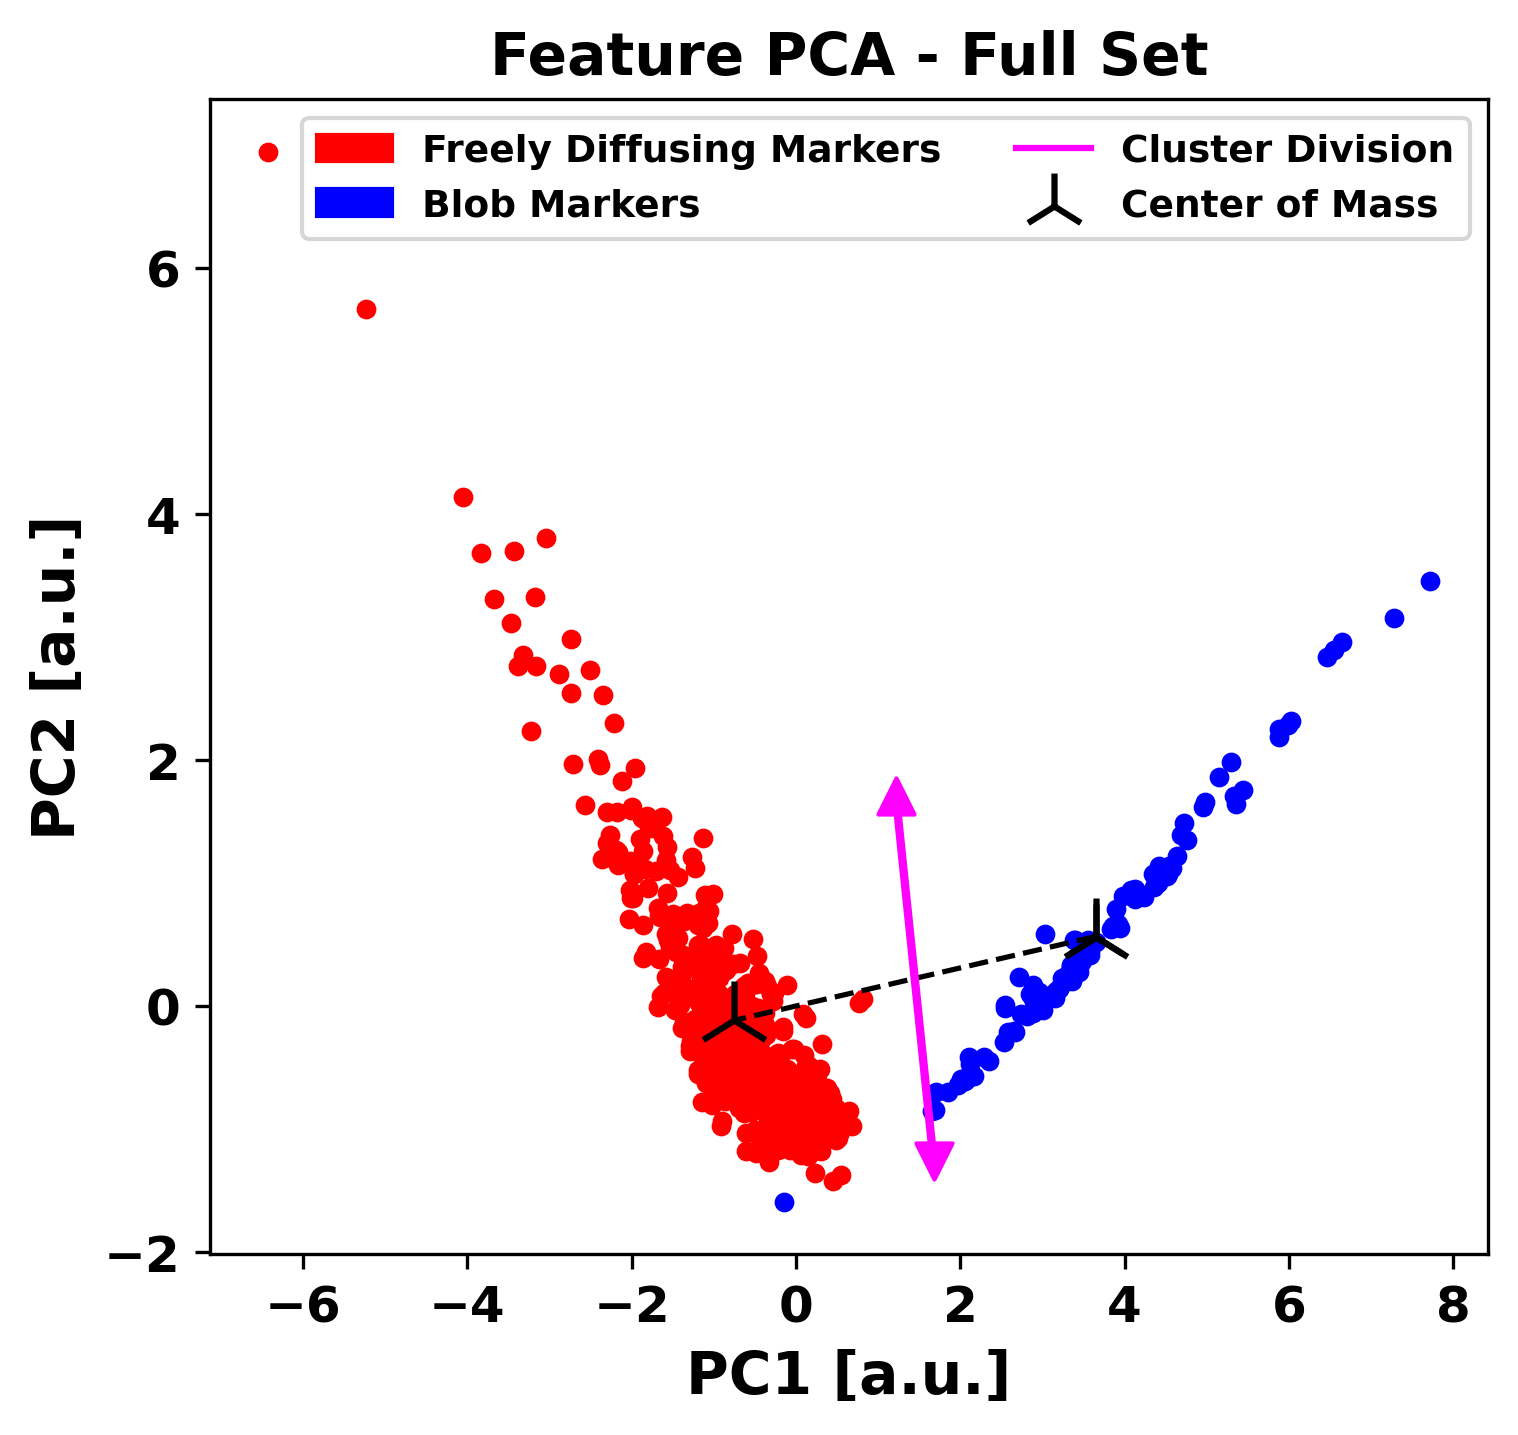 Feature PCA - Full Set
Freely Diffusing Markers
Blob Markers
Cluster Division
Center of Mass
PC2 [a.u.]
6
4
2
0
−2
−6 −4 −2 0 2 4 6 8
PC1 [a.u.]